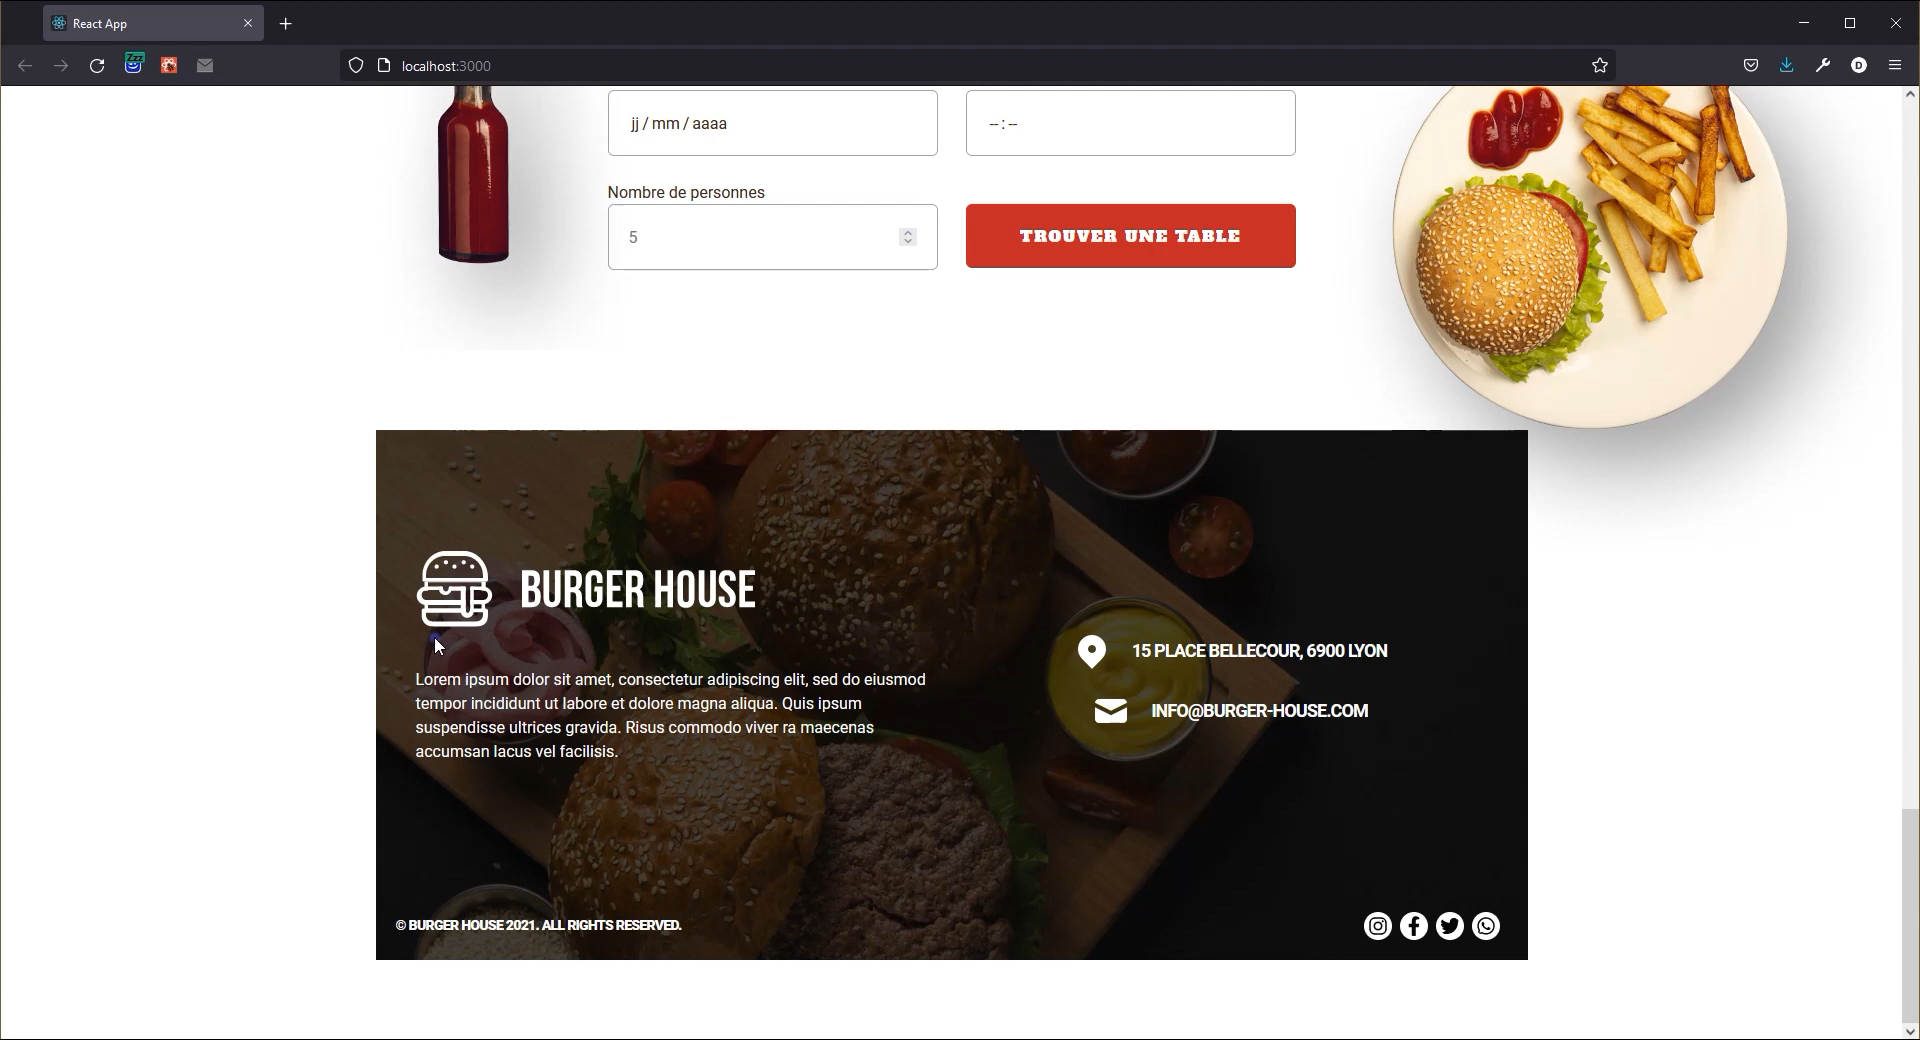 React App
localhost:3000
jj / mm / aaaa
-- : --
Nombre de personnes
5
TROUVER UNE TABLE
BURGER HOUSE
Lorem ipsum dolor sit amet, consectetur adipiscing elit, sed do eiusmod
tempor incididunt ut labore et dolore magna aliqua. Quis ipsum
suspendisse ultrices gravida. Risus commodo viver ra maecenas
accumsan lacus vel facilisis.
15 PLACE BELLECOUR, 6900 LYON
INFO@BURGER-HOUSE.COM
© BURGER HOUSE 2021. ALL RIGHTS RESERVED.